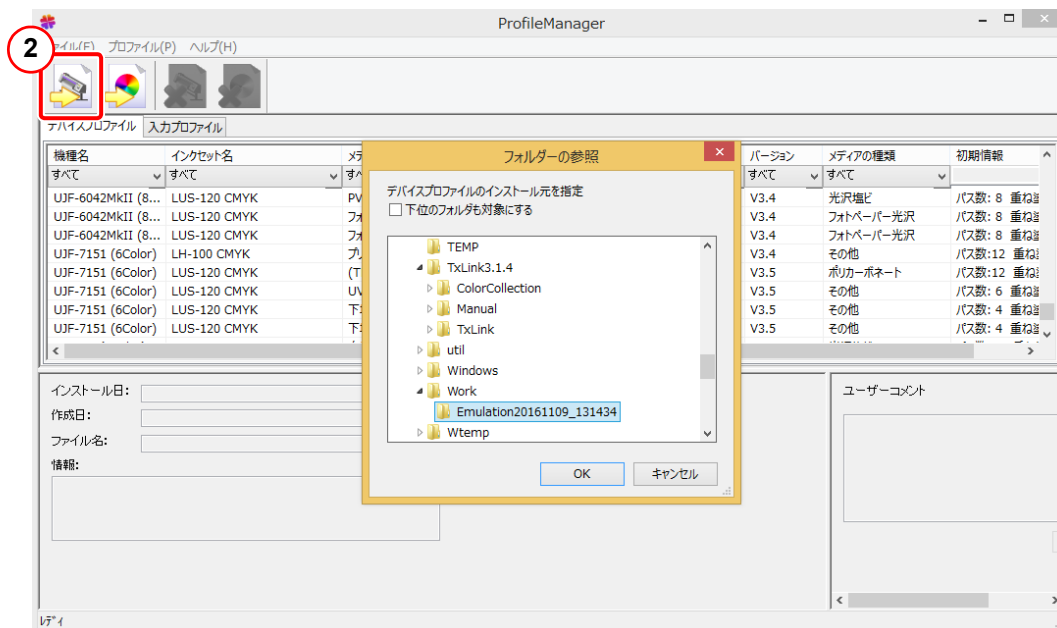 ProfileManager
2
ァイル(F) プロファイル(P) ヘルプ(H)
デバイスプロファイル 入力プロファイル
機種名 インクセット名 バージョン メディアの種類 初期情報
すべて すべて すべて すべて
UJF-6042MkII (8... LUS-120 CMYK PV V3.4 光沢塩ビ パス数: 8 重ね塗
UJF-6042MkII (8... LUS-120 CMYK フォ V3.4 フォトペーパー光沢 パス数: 8 重ね塗
UJF-6042MkII (8... LUS-120 CMYK フォ V3.4 フォトペーパー光沢 パス数: 8 重ね塗
UJF-7151 (6Color) LH-100 CMYK プリ V3.4 その他 パス数:12 重ね塗
UJF-7151 (6Color) LUS-120 CMYK (T V3.5 ポリカーボネート パス数:12 重ね塗
UJF-7151 (6Color) LUS-120 CMYK UV V3.5 その他 パス数: 6 重ね塗
UJF-7151 (6Color) LUS-120 CMYK V3.5 その他 パス数: 4 重ね塗
UJF-7151 (6Color) LUS-120 CMYK V3.5 その他 パス数: 4 重ね塗
フォルダーの参照
デバイスプロファイルのインストール元を指定
下位のフォルダも対象にする
TEMP
TxLink3.1.4
ColorCollection
Manual
TxLink
util
Windows
Work
Emulation20161109_131434
Wtemp
OK キャンセル
インストール日:
作成日:
ファイル名:
情報:
ユーザーコメント
ﾚﾃﾞｨ